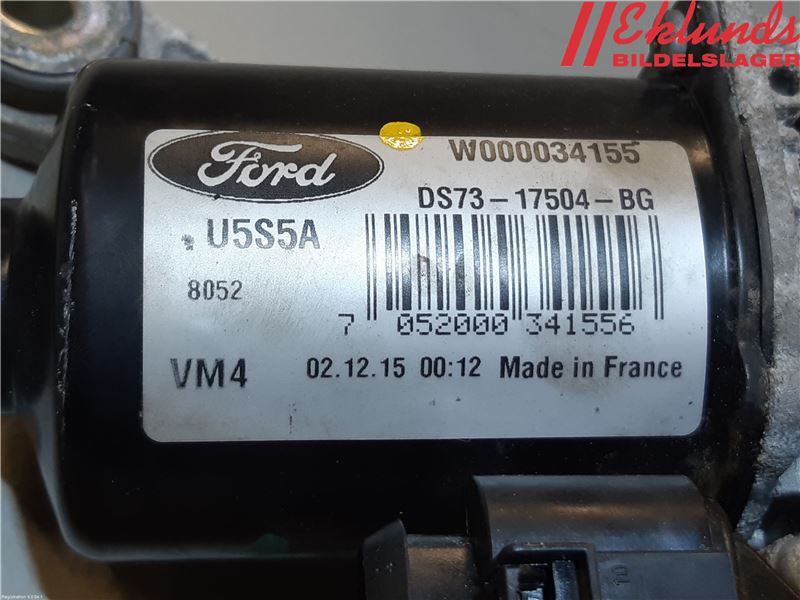 Eklunds
BILDELSLAGER
Ford
W000034155
DS73-17504-BG
U5S5A
8052
7 052000 341556
VM4
02.12.15 00:12 Made in France
10